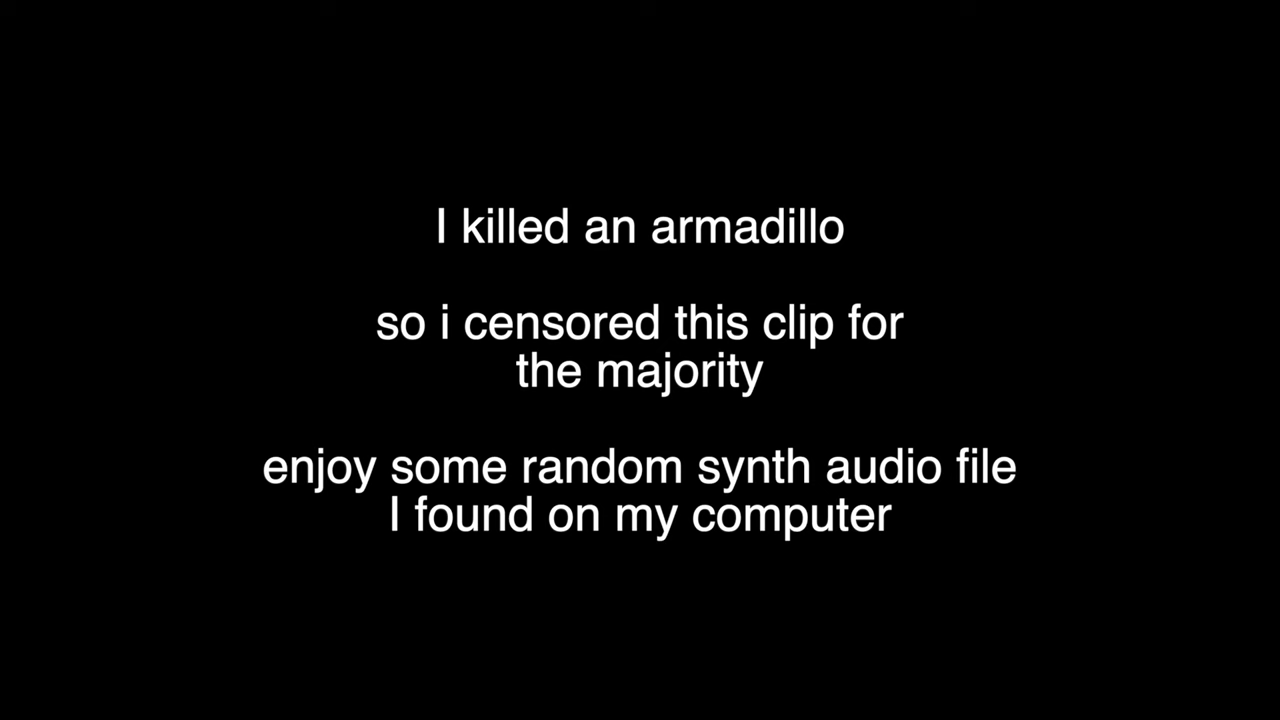 I killed an armadillo
so i censored this clip for
the majority
enjoy some random synth audio file
I found on my computer